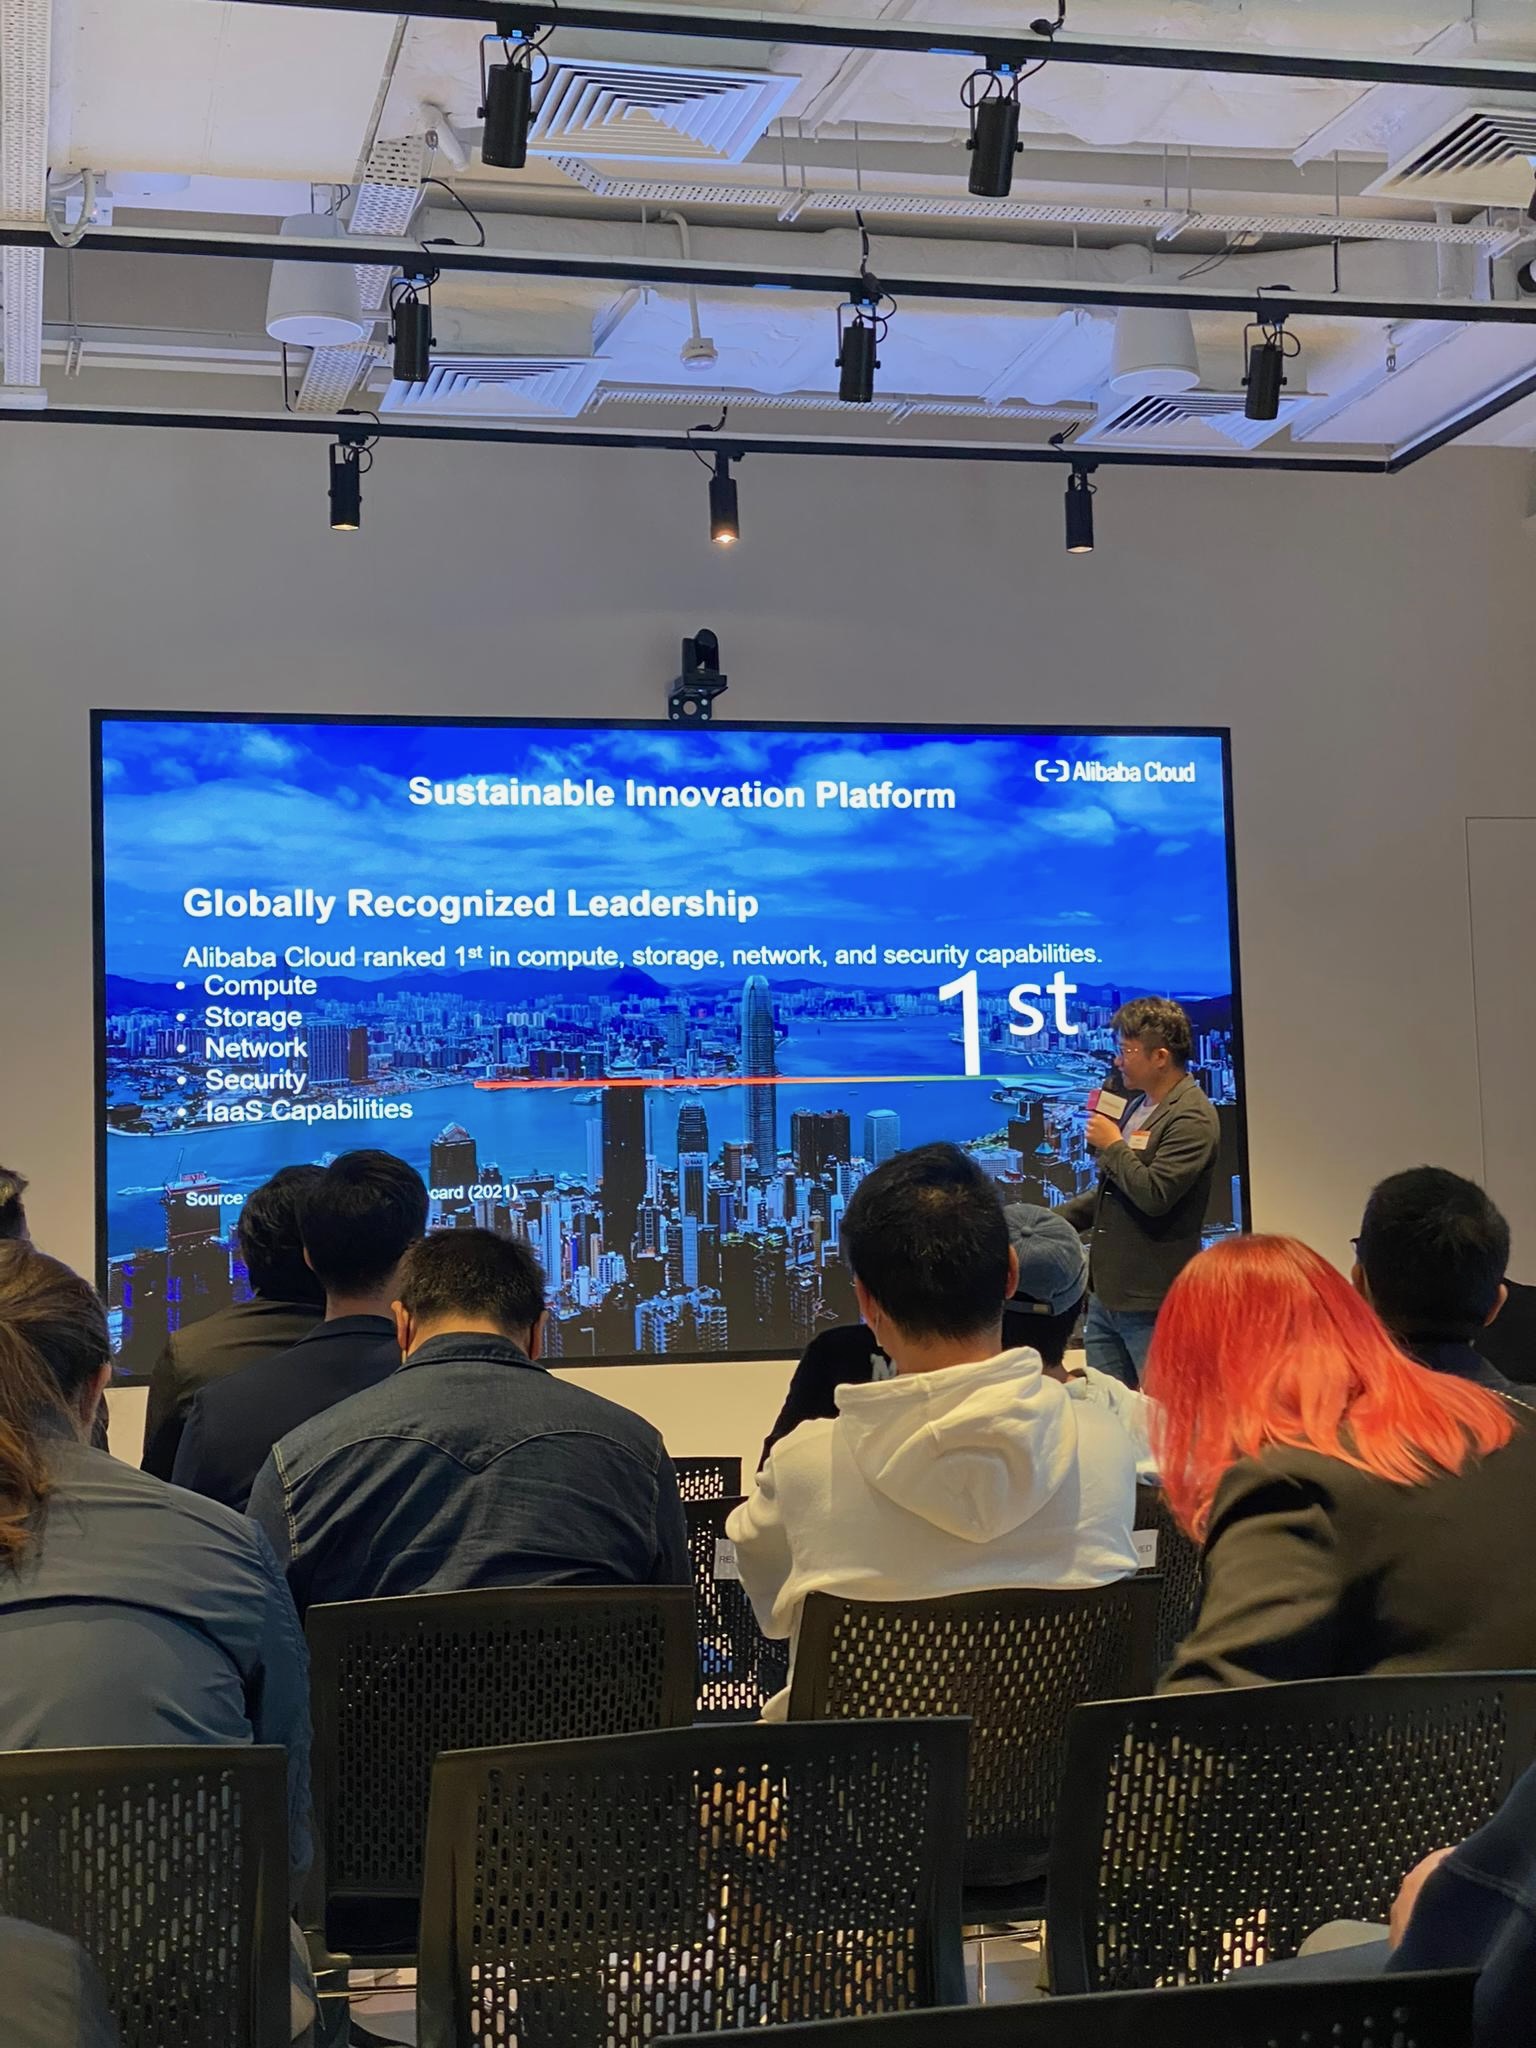 Alibaba Cloud
Sustainable Innovation Platform
Globally Recognized Leadership
Alibaba Cloud ranked 1st in compute, storage, network, and security capabilities.
• Compute
• Storage
• Network
• Security
• IaaS Capabilities
1st
Source: card (2021)